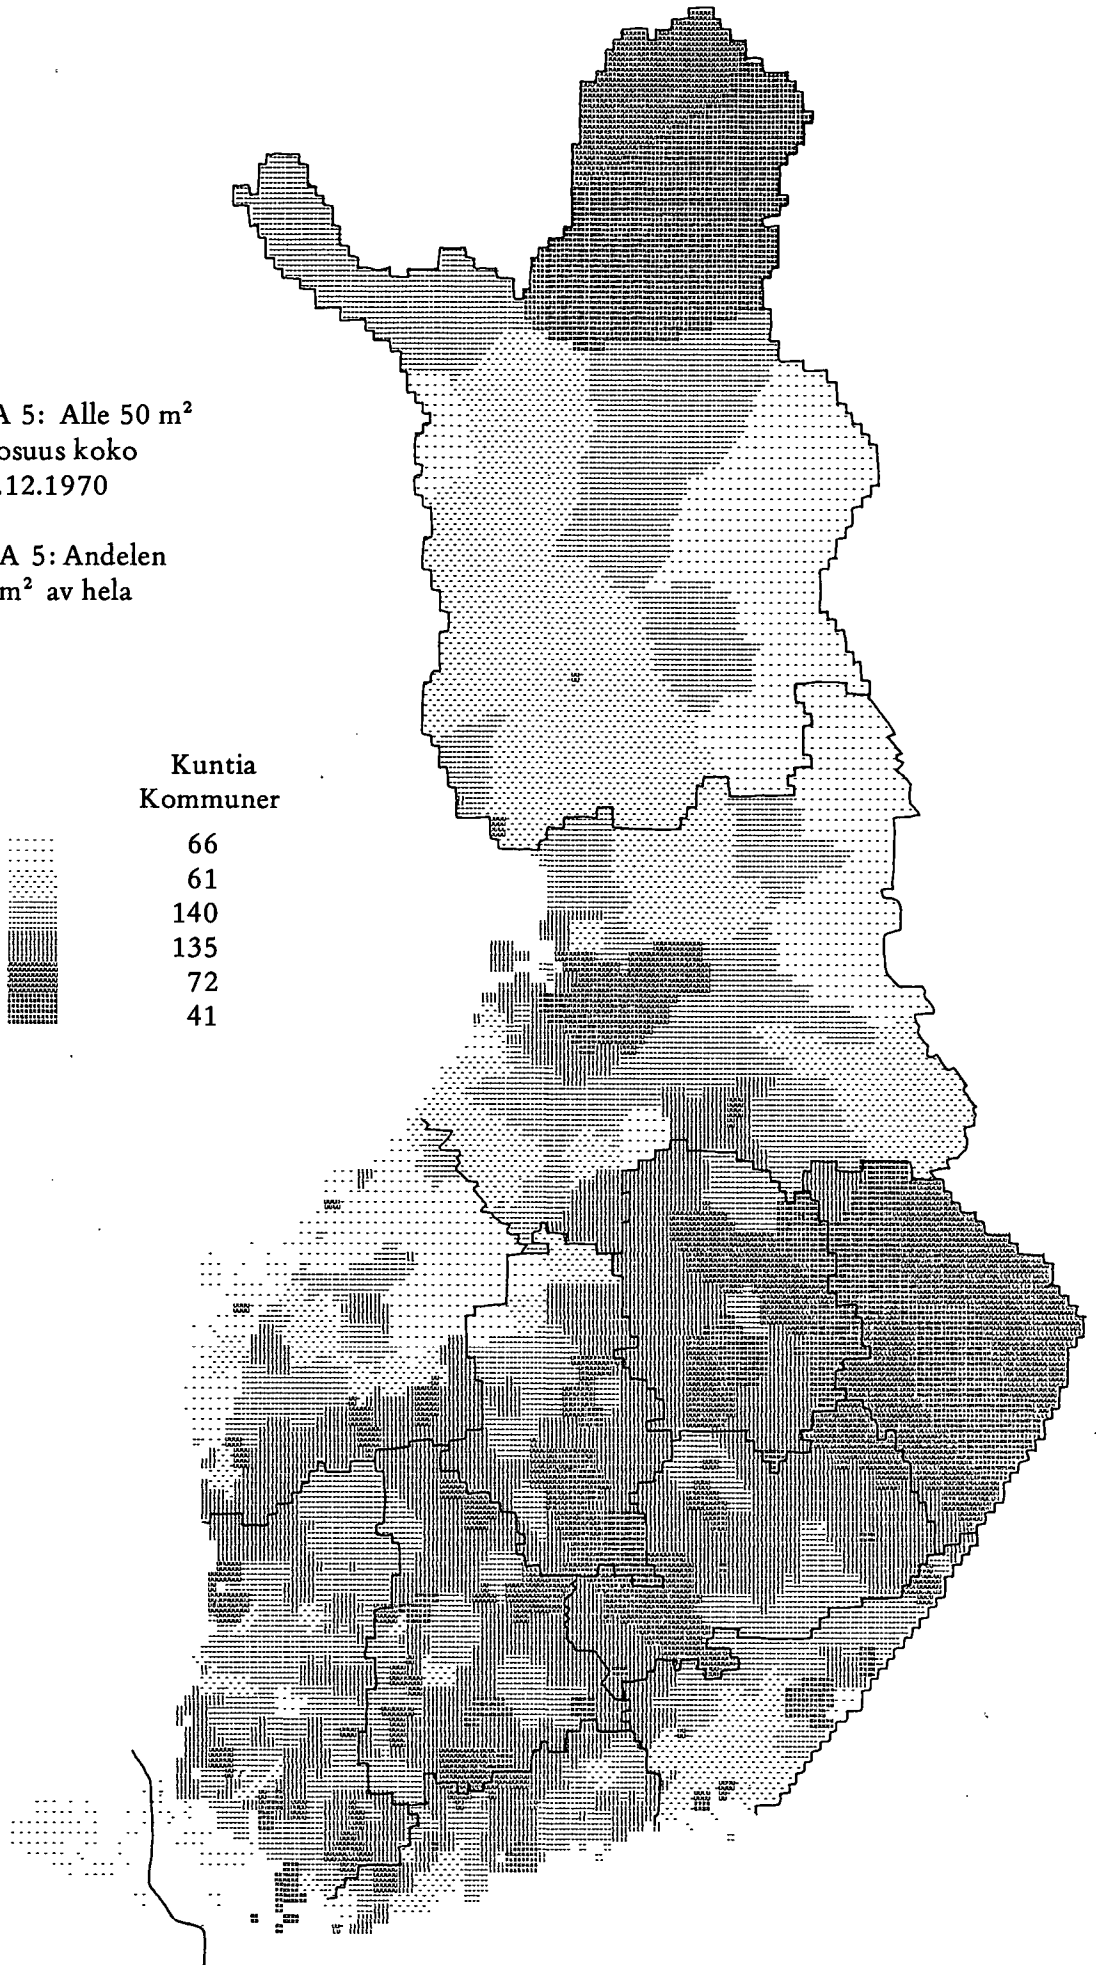 A 5: Alle 50 m²
osuus koko
.12.1970
A 5: Andelen
m² av hela
Kuntia
Kommuner
66
61
140
135
72
41